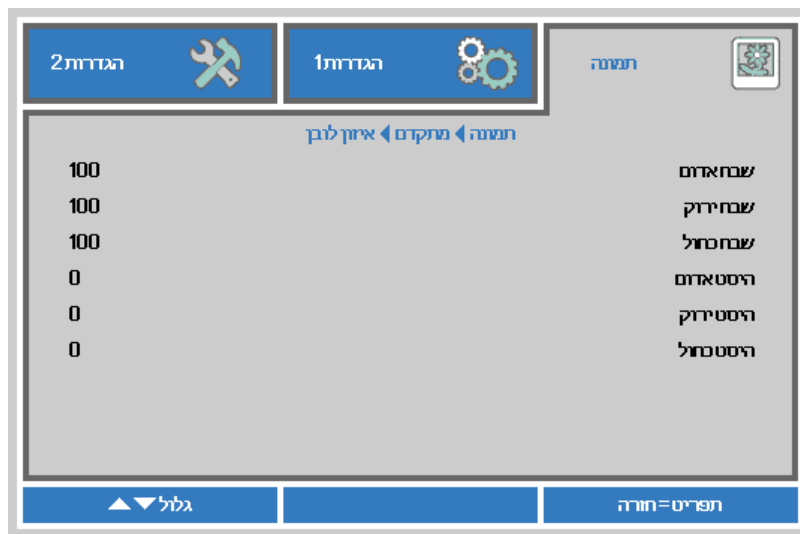 תמונה
הגדרות 1
הגדרות 2
תמונה ▸ מתקדם ▸ איזון לובן
שבח אדום 100
שבח ירוק 100
שבח כחול 100
היסט אדום 0
היסט ירוק 0
היסט כחול 0
תפריט=חזרה
גלול